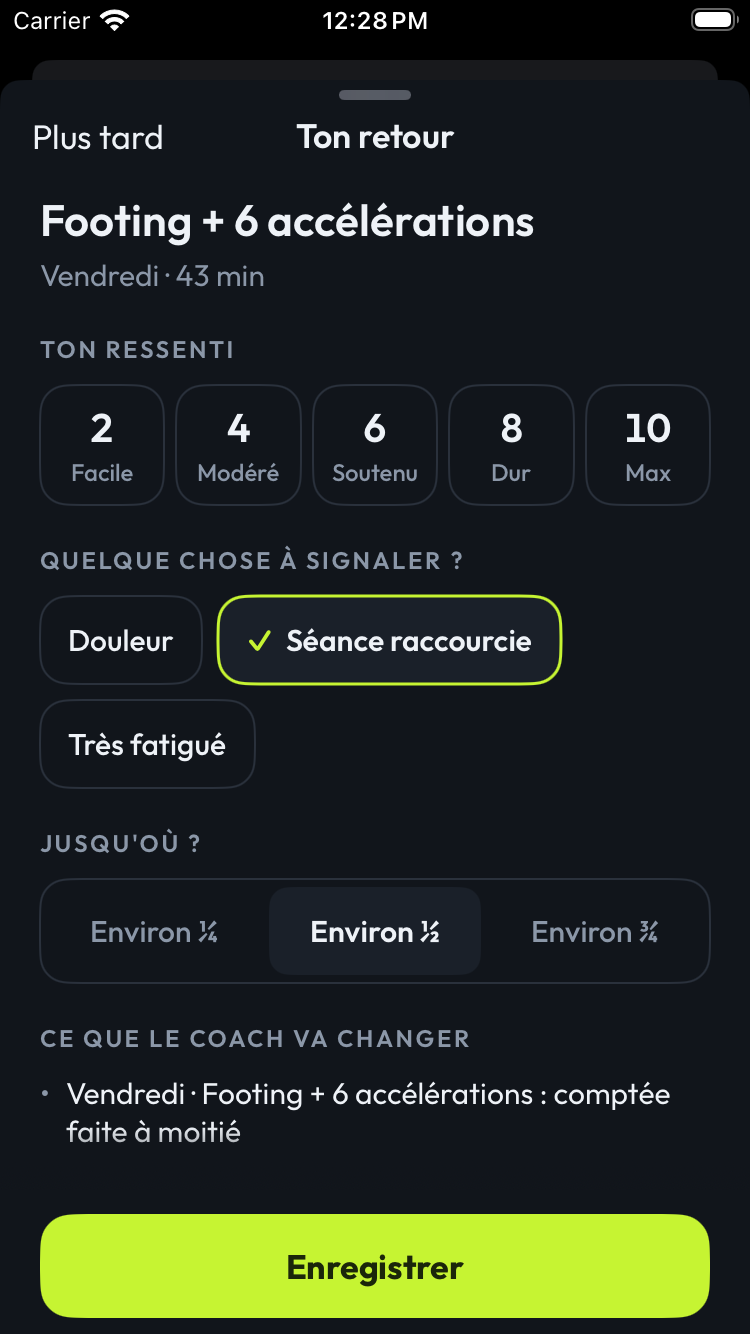 Carrier 12:28 PM
Plus tard Ton retour
Footing + 6 accélérations
Vendredi · 43 min
TON RESSENTI
2 4 6 8 10
Facile Modéré Soutenu Dur Max
QUELQUE CHOSE À SIGNALER ?
Douleur ✓ Séance raccourcie
Très fatigué
JUSQU'OÙ ?
Environ ¼ Environ ½ Environ ¾
CE QUE LE COACH VA CHANGER
• Vendredi · Footing + 6 accélérations : comptée
faite à moitié
Enregistrer